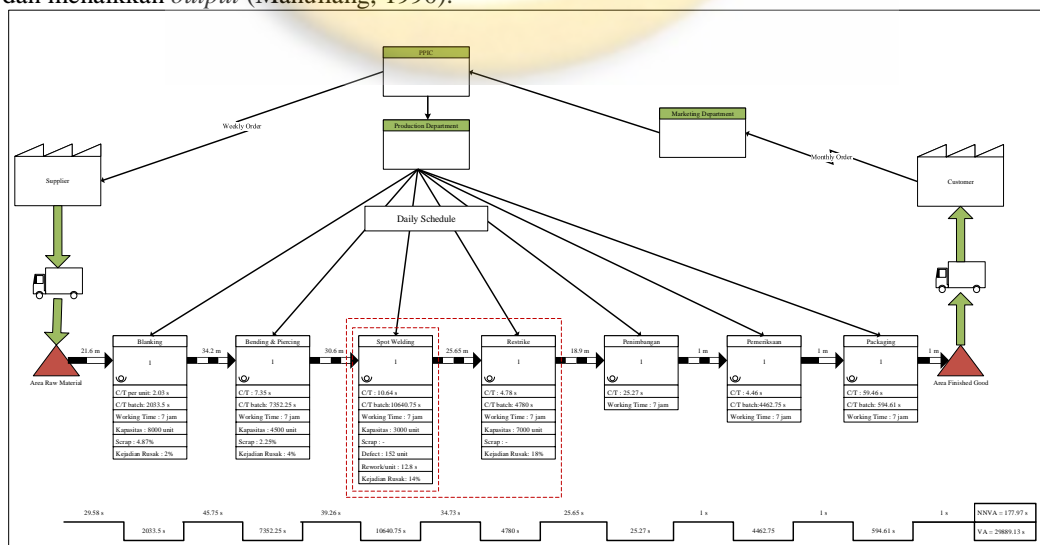 dan menaikkan output (Mandhang, 1996).
PPIC
Weekly Order
Production Department
Marketing Department
Monthly Order
Supplier
Customer
Daily Schedule
21.6 m
34.2 m
30.6 m
25.65 m
18.9 m
1 m
1 m
1 m
Area Raw Material
Area Finished Good
Blanking
1
C/T per unit: 2.03 s
C/T batch: 2033.5 s
Working Time : 7 jam
Kapasitas : 8000 unit
Scrap : 4.87%
Kejadian Rusak : 2%
Bending & Piercing
1
C/T : 7.35 s
C/T batch: 7352.25 s
Working Time : 7 jam
Kapasitas : 4500 unit
Scrap : 2.25%
Kejadian Rusak : 4%
Spot Welding
1
C/T : 10.64 s
C/T batch:10640.75 s
Working Time : 7 jam
Kapasitas : 3000 unit
Scrap : -
Defect : 152 unit
Rework/unit : 12.8 s
Kejadian Rusak: 14%
Restrike
1
C/T : 4.78 s
C/T batch: 4780 s
Working Time : 7 jam
Kapasitas : 7000 unit
Scrap : -
Kejadian Rusak: 18%
Penimbangan
1
C/T : 25.27 s
Working Time : 7 jam
Pemeriksaan
1
C/T : 4.46 s
C/T batch:4462.75 s
Working Time : 7 jam
Packaging
1
C/T : 59.46 s
C/T batch: 594.61 s
Working Time : 7 jam
29.58 s
45.75 s
39.26 s
34.73 s
25.65 s
1 s
1 s
1 s
NNVA = 177.97 s
2033.5 s
7352.25 s
10640.75 s
4780 s
25.27 s
4462.75 s
594.61 s
VA = 29889.13 s